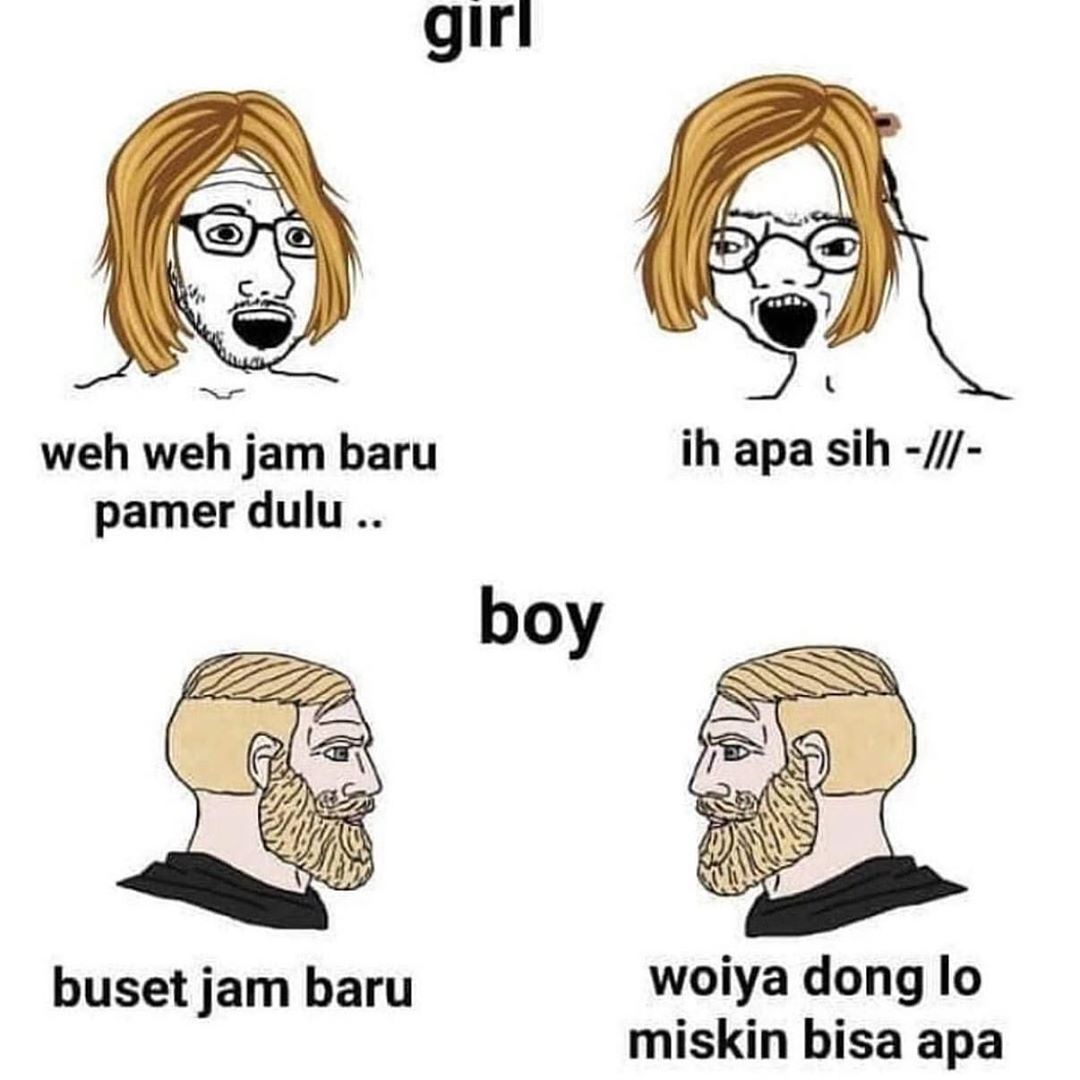 girl
weh weh jam baru
pamer dulu ..
ih apa sih -///-
boy
buset jam baru
woiya dong lo
miskin bisa apa